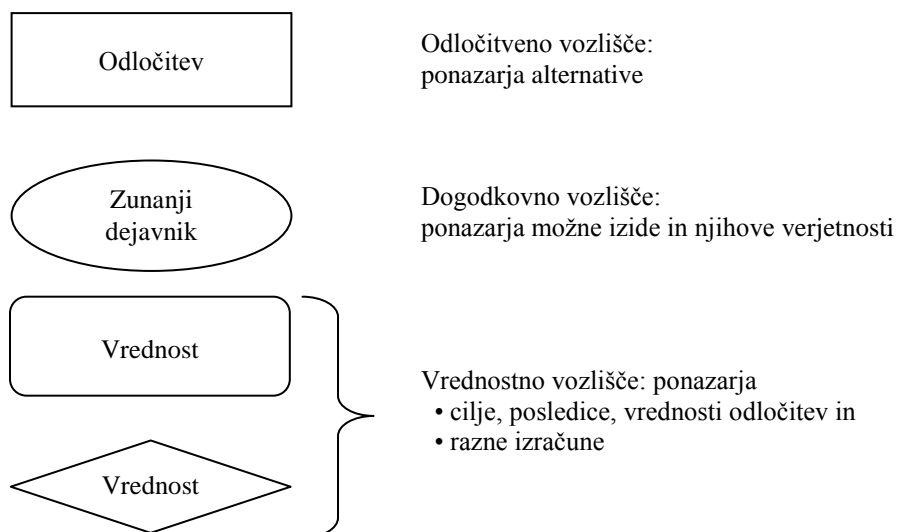 Odločitev
Odločitveno vozlišče:
ponazarja alternative
Zunanji
dejavnik
Dogodkovno vozlišče:
ponazarja možne izide in njihove verjetnosti
Vrednost
Vrednostno vozlišče: ponazarja
• cilje, posledice, vrednosti odločitev in
• razne izračune
Vrednost